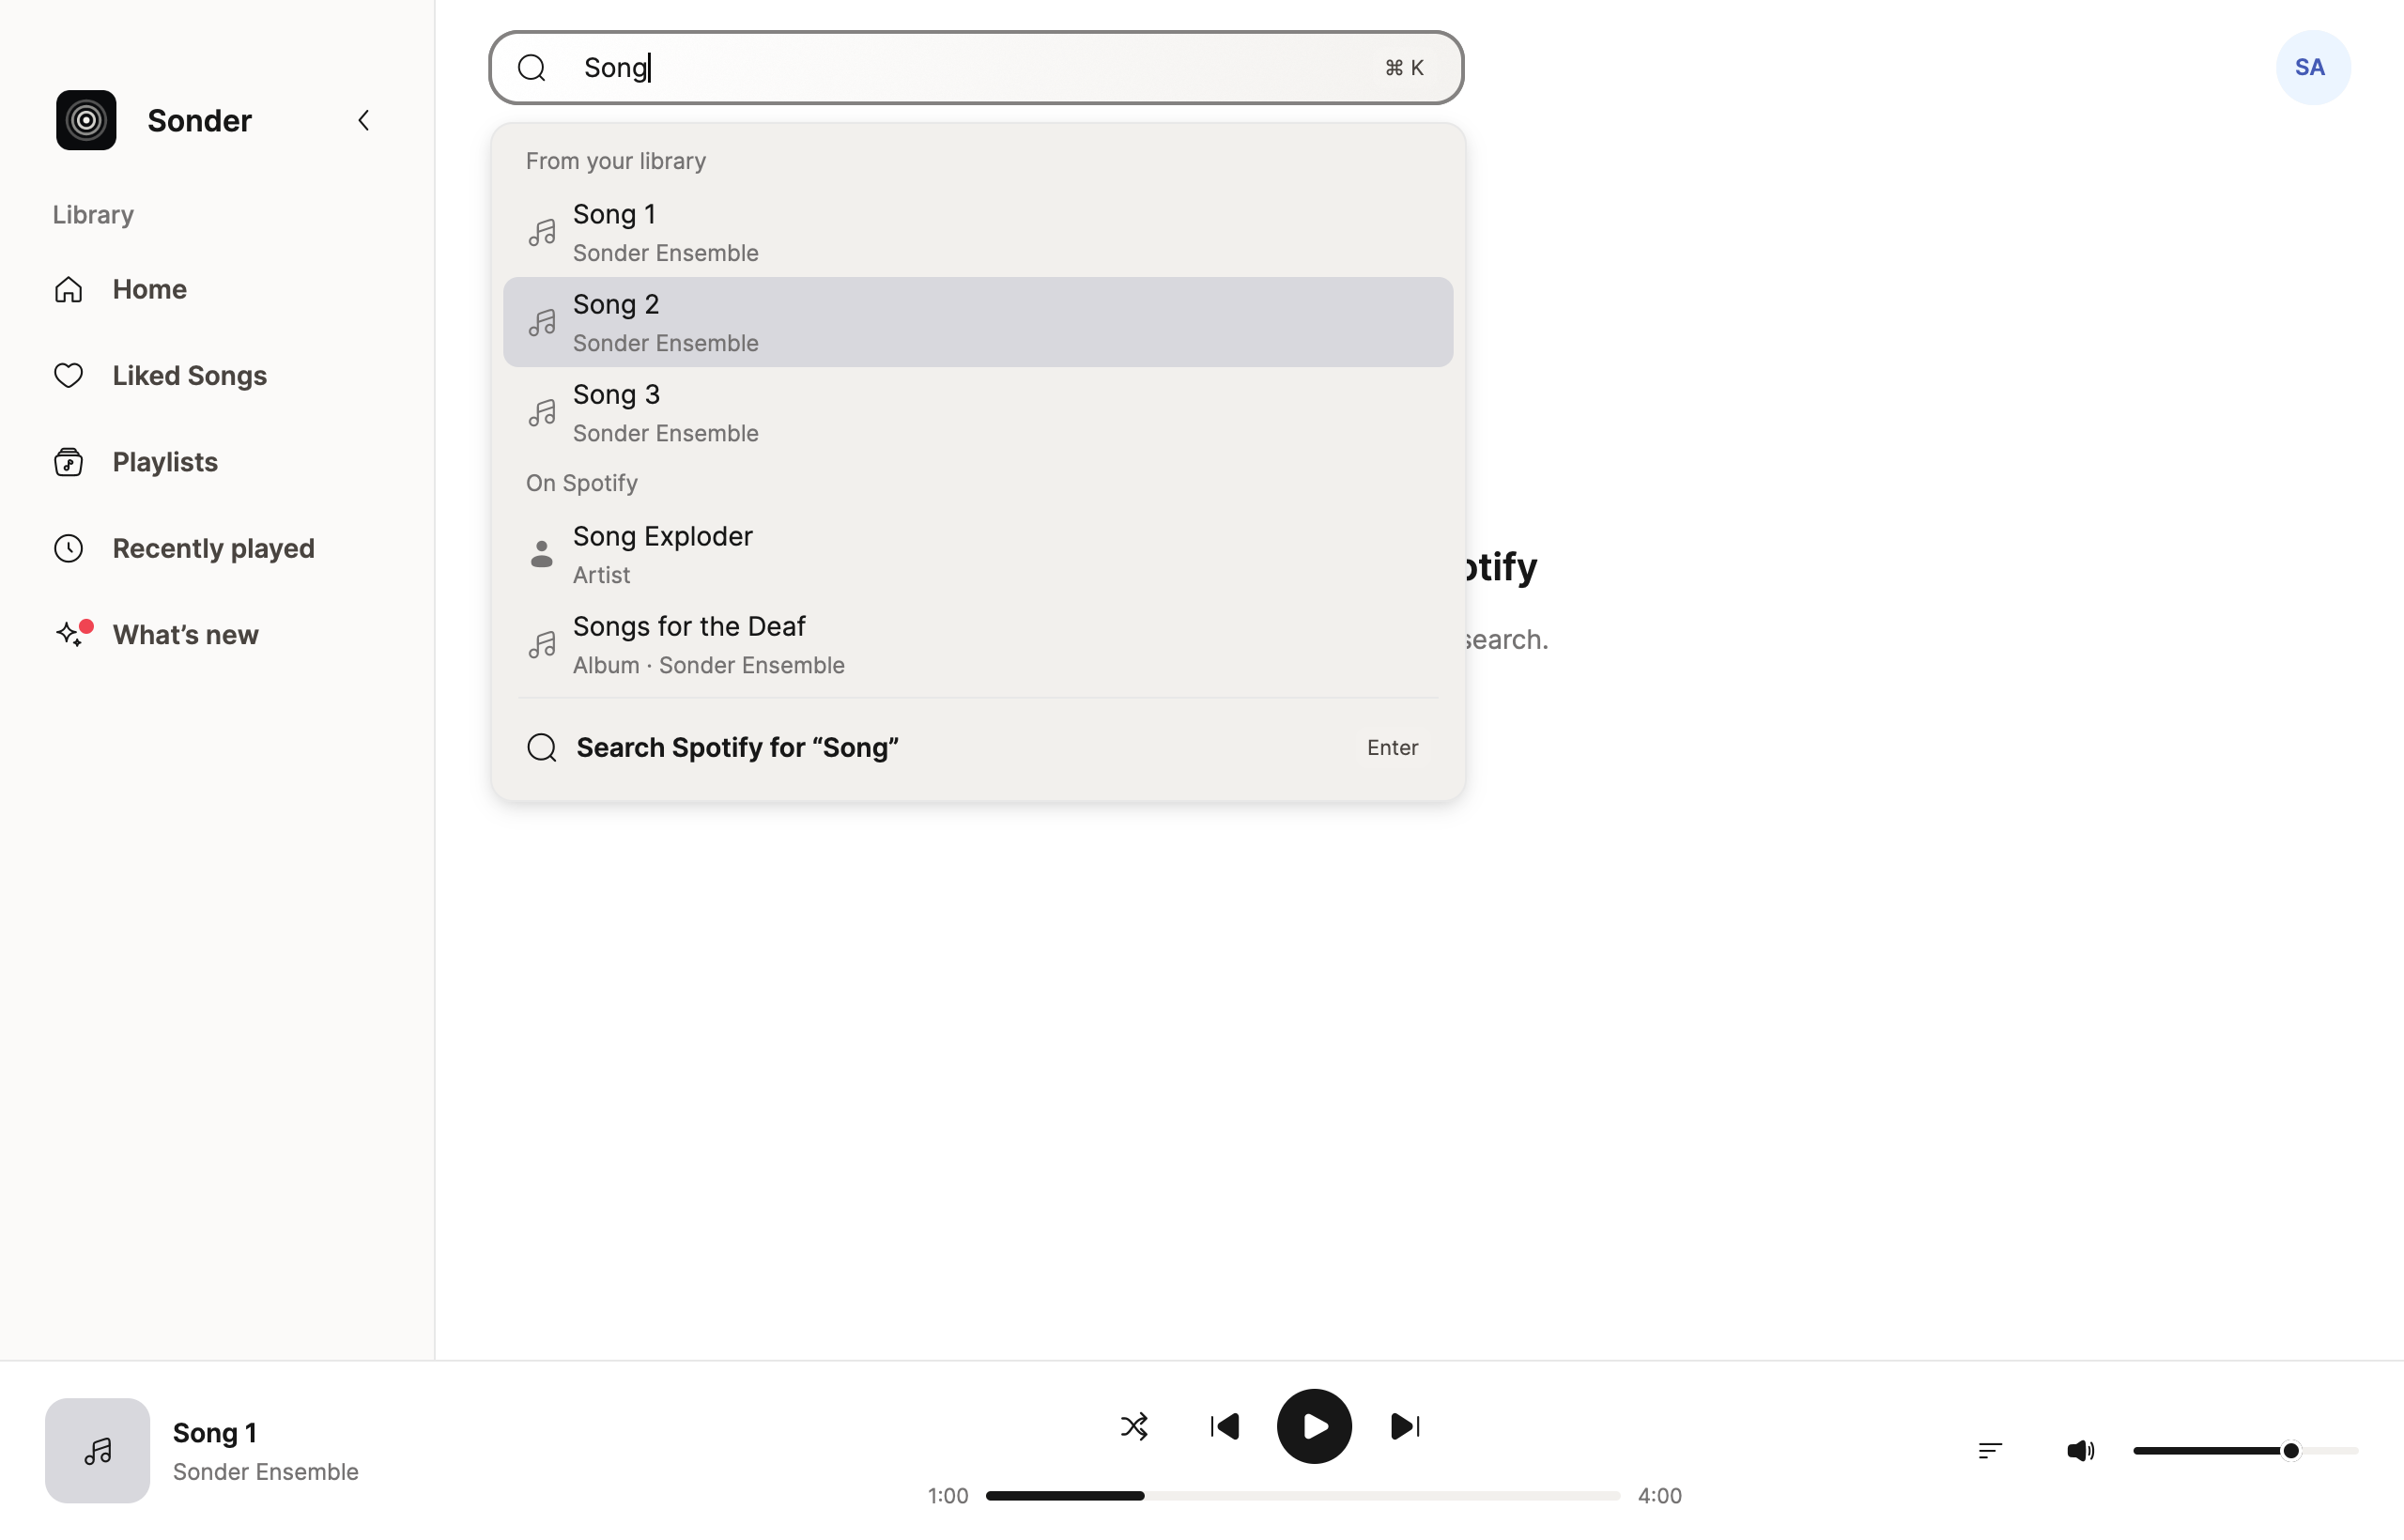 Song
⌘ K
SA
Sonder
Library
Home
Liked Songs
Playlists
Recently played
What’s new
From your library
Song 1
Sonder Ensemble
Song 2
Sonder Ensemble
Song 3
Sonder Ensemble
On Spotify
Song Exploder
Artist
Songs for the Deaf
Album · Sonder Ensemble
Search Spotify for “Song”
Enter
search.
Song 1
Sonder Ensemble
1:00
4:00